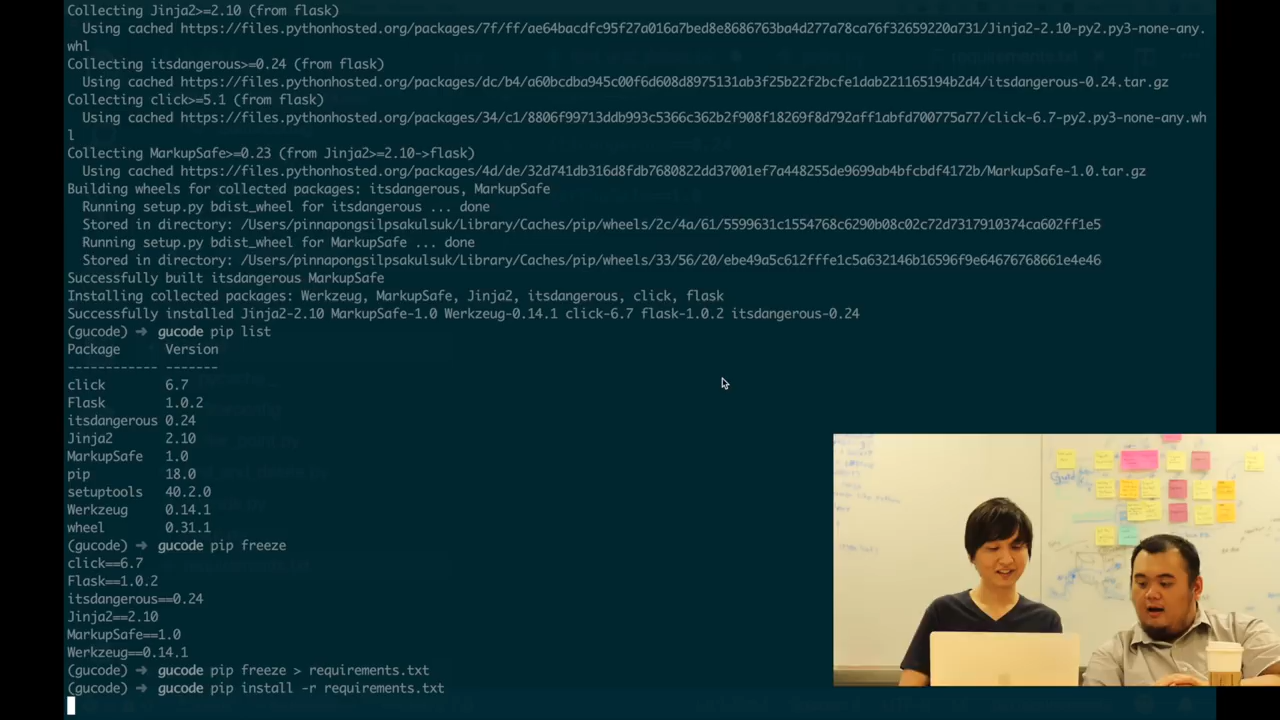 Collecting Jinja2>=2.10 (from flask)
  Using cached https://files.pythonhosted.org/packages/7f/ff/ae64bacdfc95f27a016a7bed8e8686763ba4d277a78ca76f32659220a731/Jinja2-2.10-py2.py3-none-any.
whl
Collecting itsdangerous>=0.24 (from flask)
  Using cached https://files.pythonhosted.org/packages/dc/b4/a60bcdba945c00f6d608d8975131ab3f25b22f2bcfe1dab221165194b2d4/itsdangerous-0.24.tar.gz
Collecting click>=5.1 (from flask)
  Using cached https://files.pythonhosted.org/packages/34/c1/8806f99713ddb993c5366c362b2f908f18269f8d792aff1abfd700775a77/click-6.7-py2.py3-none-any.wh
l
Collecting MarkupSafe>=0.23 (from Jinja2>=2.10->flask)
  Using cached https://files.pythonhosted.org/packages/4d/de/32d741db316d8fdb7680822dd37001ef7a448255de9699ab4bfcbdf4172b/MarkupSafe-1.0.tar.gz
Building wheels for collected packages: itsdangerous, MarkupSafe
  Running setup.py bdist_wheel for itsdangerous ... done
  Stored in directory: /Users/pinnapongsilpsakulsuk/Library/Caches/pip/wheels/2c/4a/61/5599631c1554768c6290b08c02c72d7317910374ca602ff1e5
  Running setup.py bdist_wheel for MarkupSafe ... done
  Stored in directory: /Users/pinnapongsilpsakulsuk/Library/Caches/pip/wheels/33/56/20/ebe49a5c612fffe1c5a632146b16596f9e64676768661e4e46
Successfully built itsdangerous MarkupSafe
Installing collected packages: Werkzeug, MarkupSafe, Jinja2, itsdangerous, click, flask
Successfully installed Jinja2-2.10 MarkupSafe-1.0 Werkzeug-0.14.1 click-6.7 flask-1.0.2 itsdangerous-0.24
(gucode) ➜  gucode pip list
Package      Version
------------ -------
click        6.7
Flask        1.0.2
itsdangerous 0.24
Jinja2       2.10
MarkupSafe   1.0
pip          18.0
setuptools   40.2.0
Werkzeug     0.14.1
wheel        0.31.1
(gucode) ➜  gucode pip freeze
click==6.7
Flask==1.0.2
itsdangerous==0.24
Jinja2==2.10
MarkupSafe==1.0
Werkzeug==0.14.1
(gucode) ➜  gucode pip freeze > requirements.txt
(gucode) ➜  gucode pip install -r requirements.txt